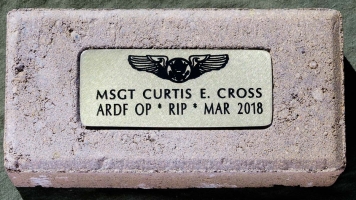 MSGT CURTIS E. CROSS
ARDF OP * RIP * MAR 2018